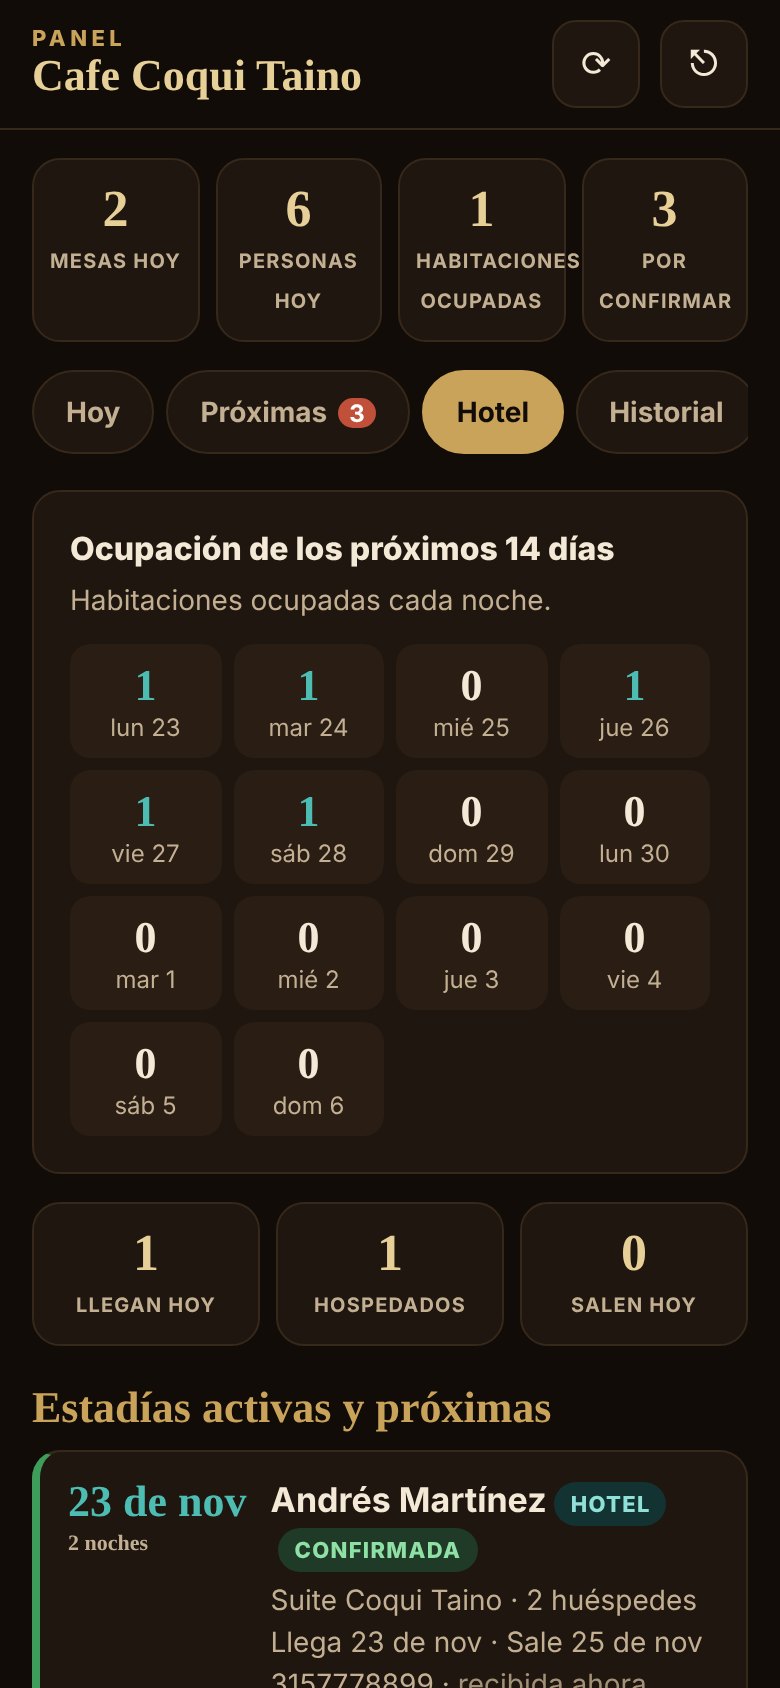 PANEL
Cafe Coqui Taino
2
MESAS HOY
6
PERSONAS
HOY
1
HABITACIONES
OCUPADAS
3
POR
CONFIRMAR
Hoy
Próximas 3
Hotel
Historial
Ocupación de los próximos 14 días
Habitaciones ocupadas cada noche.
1
lun 23
1
mar 24
0
mié 25
1
jue 26
1
vie 27
1
sáb 28
0
dom 29
0
lun 30
0
mar 1
0
mié 2
0
jue 3
0
vie 4
0
sáb 5
0
dom 6
1
LLEGAN HOY
1
HOSPEDADOS
0
SALEN HOY
Estadías activas y próximas
23 de nov
2 noches
Andrés Martínez HOTEL
CONFIRMADA
Suite Coqui Taino · 2 huéspedes
Llega 23 de nov · Sale 25 de nov
3157778899 · recibida ahora